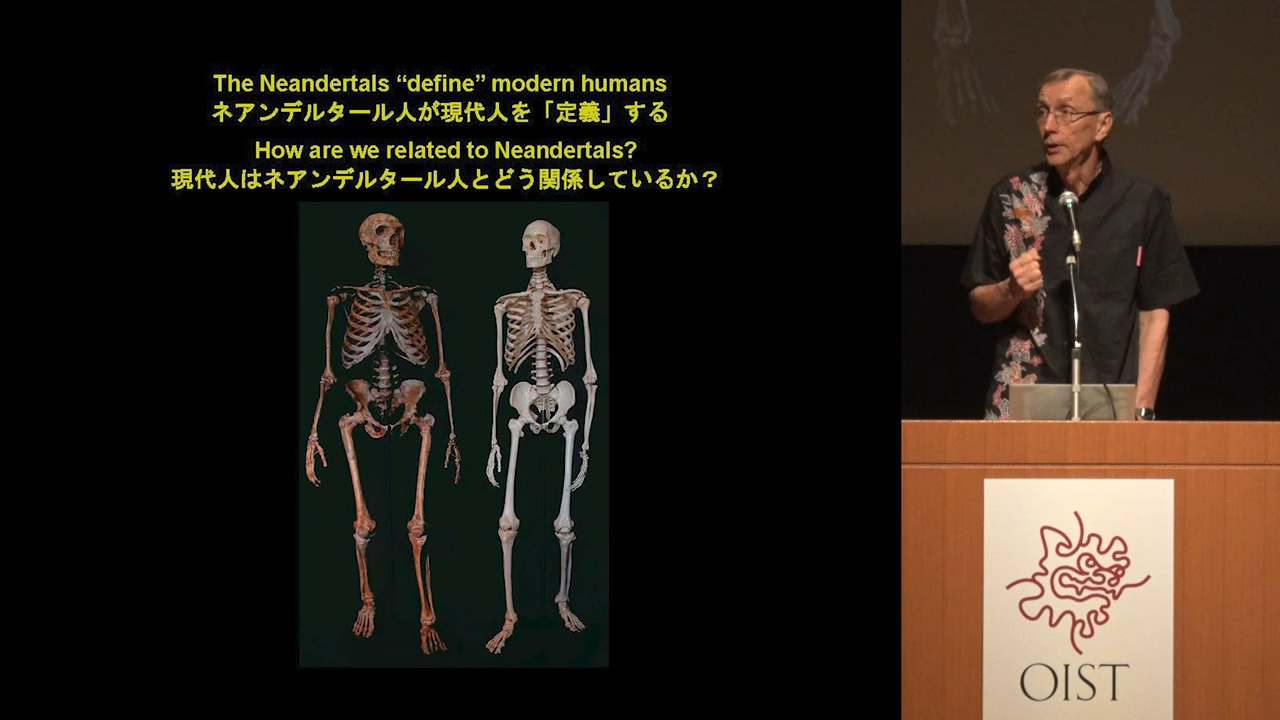 The Neandertals “define” modern humans
ネアンデルタール人が現代人を「定義」する
How are we related to Neandertals?
現代人はネアンデルタール人とどう関係しているか？
OIST